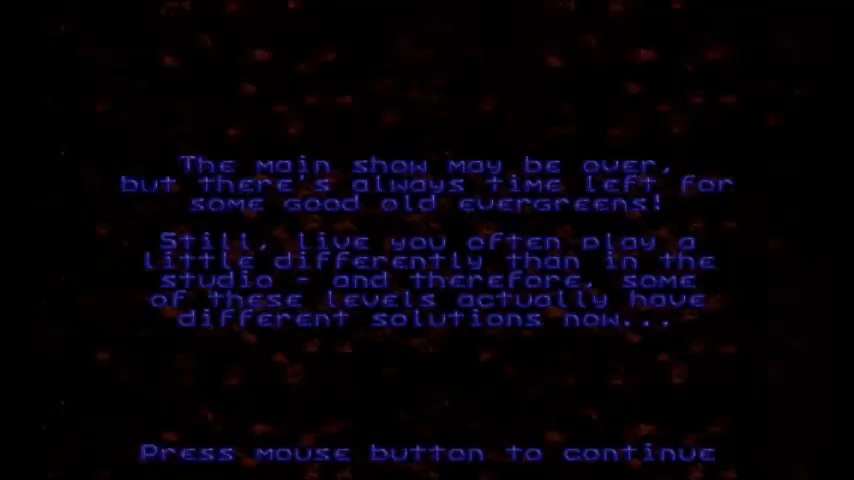 The main show may be over,
but there's always time left for
some good old evergreens!
Still, live you often play a
little differently than in the
studio - and therefore, some
of these levels actually have
different solutions now...
Press mouse button to continue